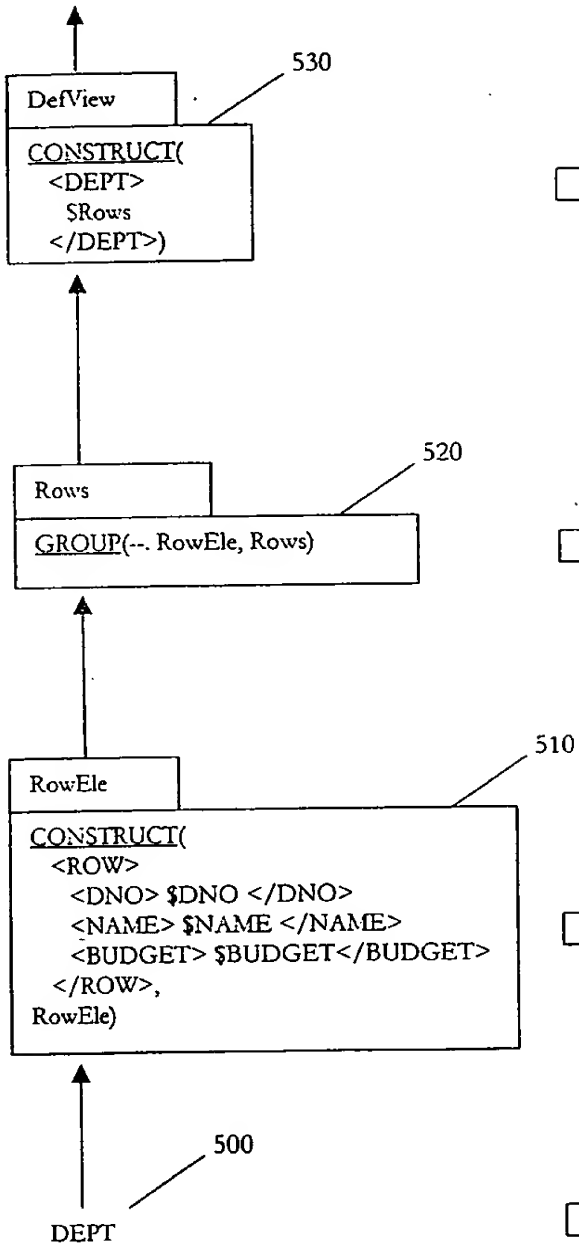 530
DefView
CONSTRUCT(
<DEPT>
$Rows
</DEPT>)
520
Rows
GROUP(--. RowEle, Rows)
510
RowEle
CONSTRUCT(
<ROW>
<DNO> $DNO </DNO>
<NAME> $NAME </NAME>
<BUDGET> $BUDGET</BUDGET>
</ROW>,
RowEle)
500
DEPT